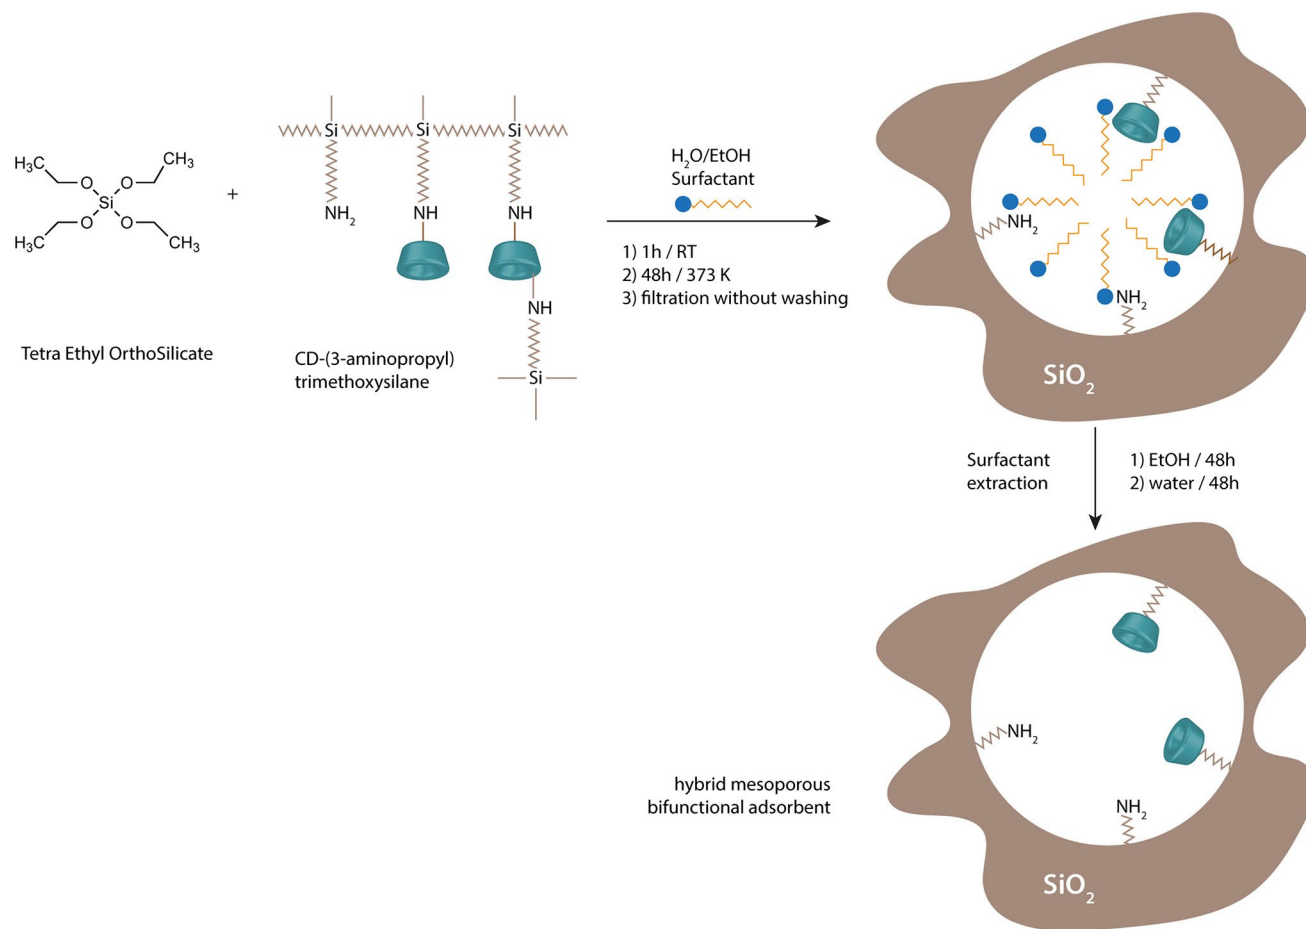 H₃C
CH₃
O
O
Si
O
O
H₃C
CH₃
+
Tetra Ethyl OrthoSilicate
Si
Si
Si
NH₂
NH
NH
NH
Si
CD-(3-aminopropyl)
trimethoxysilane
H₂O/EtOH
Surfactant
1) 1h / RT
2) 48h / 373 K
3) filtration without washing
NH₂
NH₂
SiO₂
Surfactant
extraction
1) EtOH / 48h
2) water / 48h
NH₂
NH₂
SiO₂
hybrid mesoporous
bifunctional adsorbent